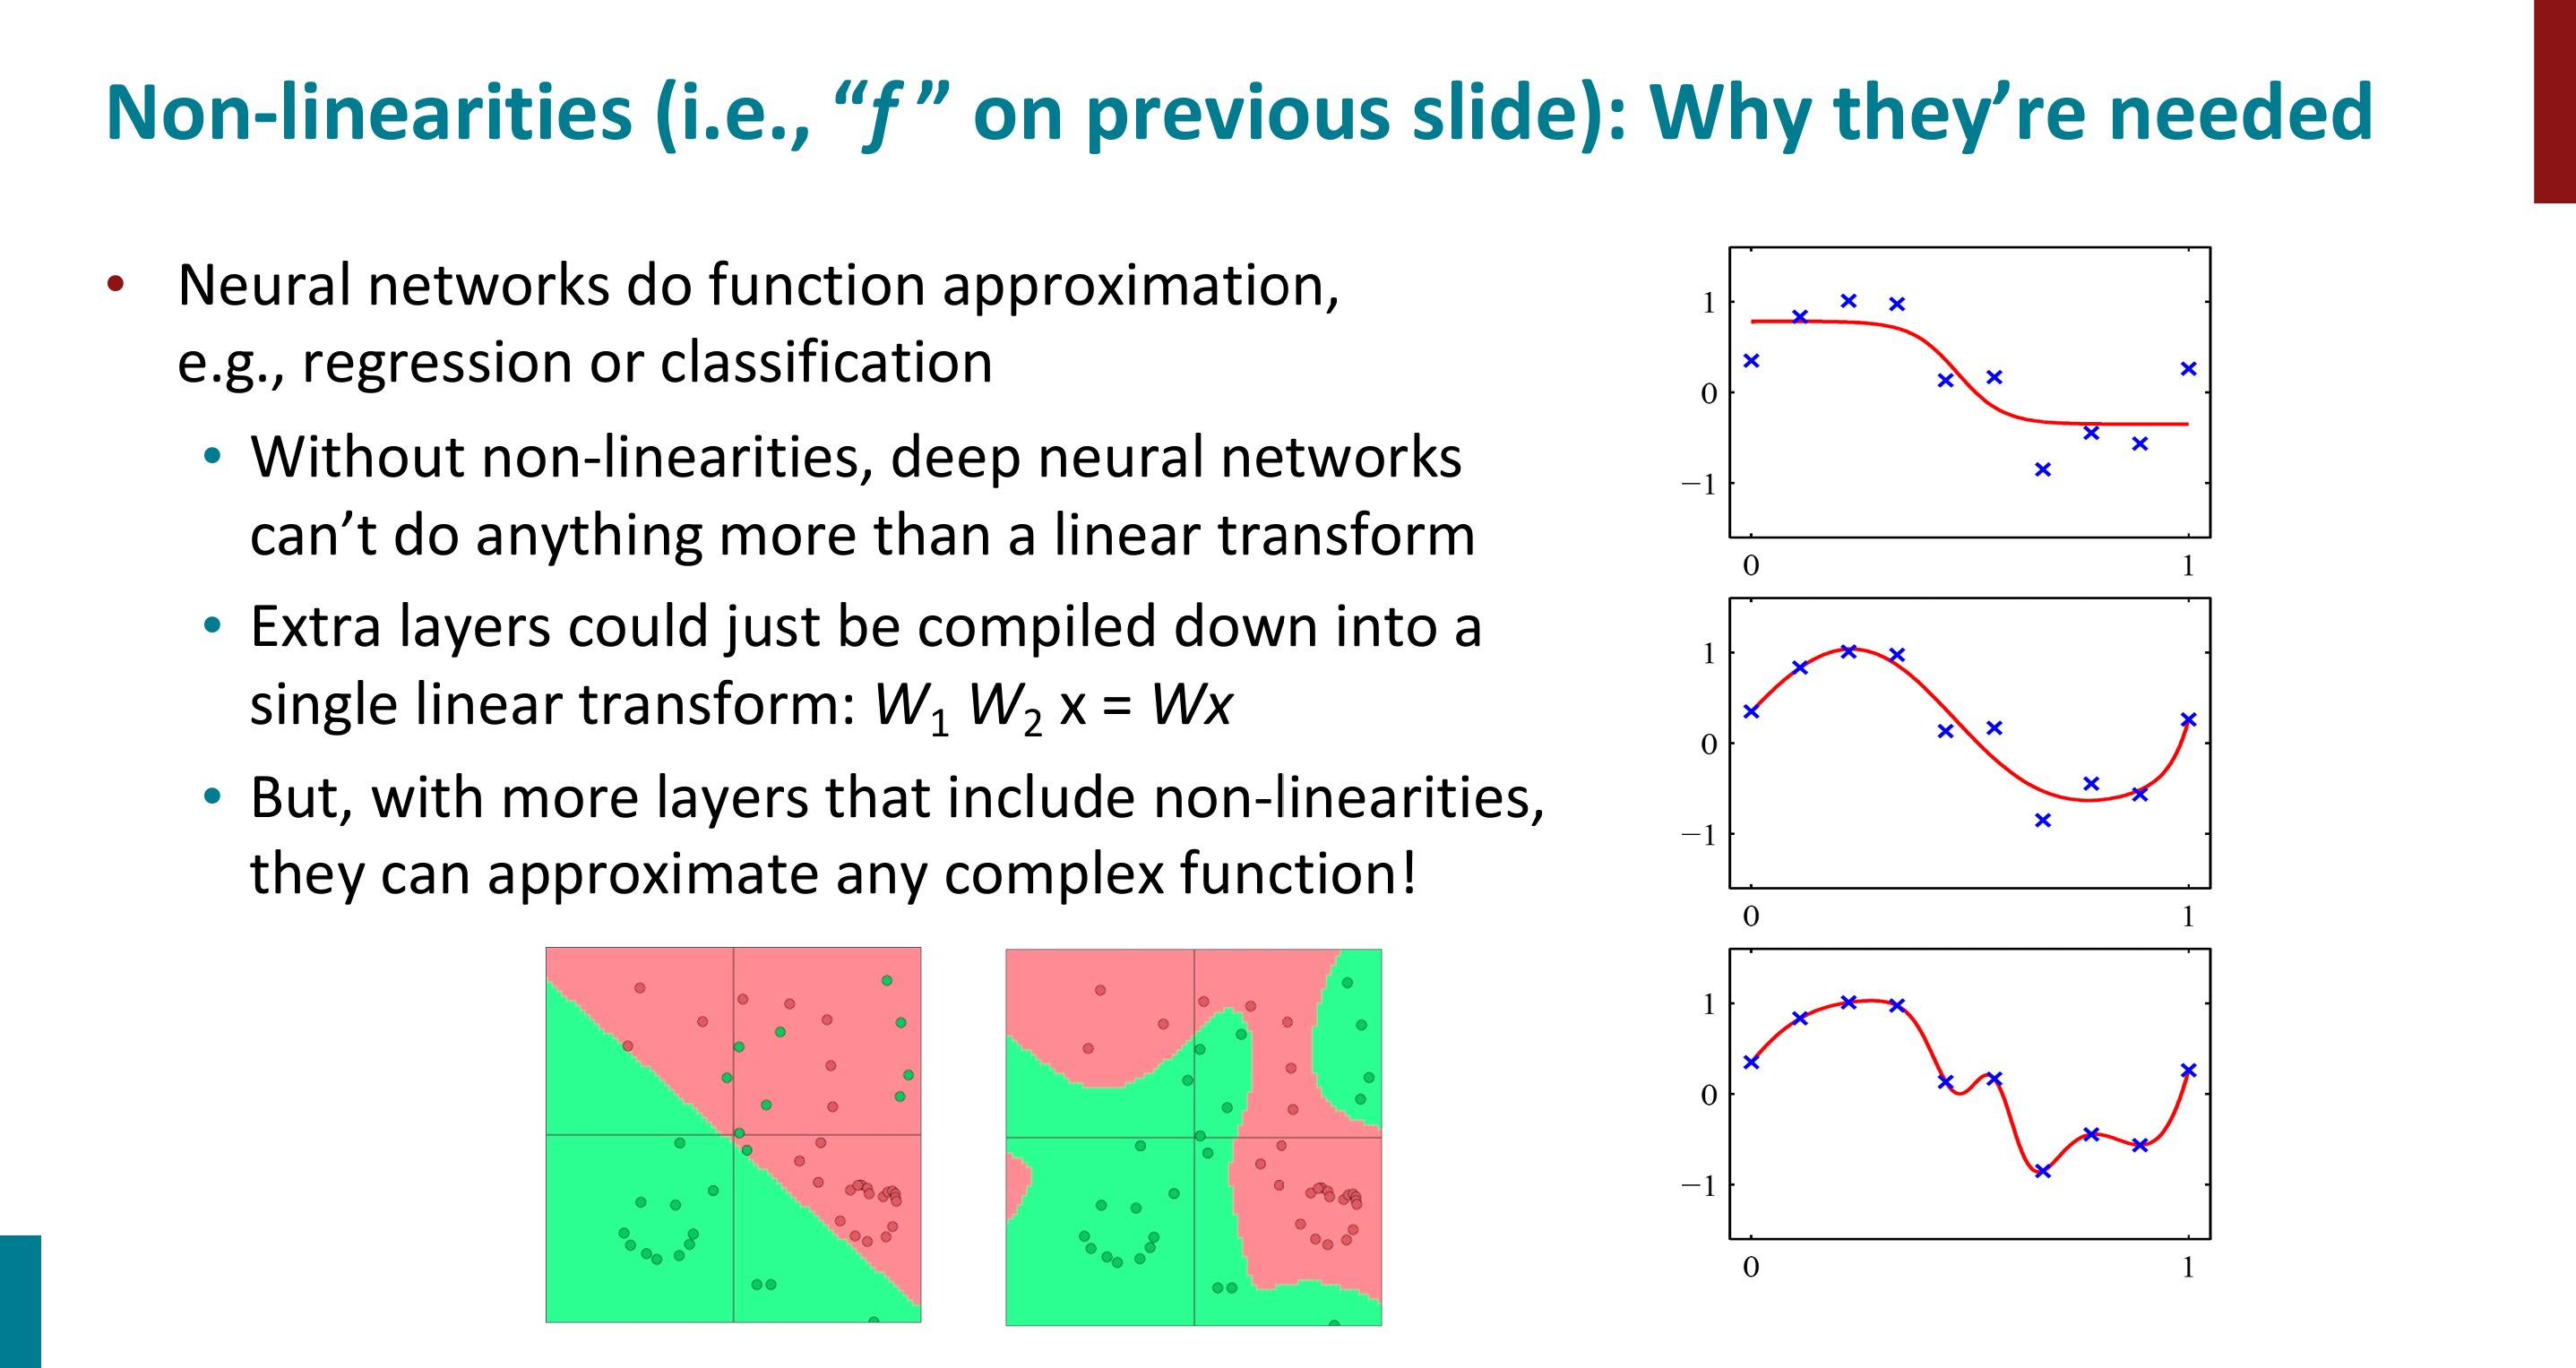 Non-linearities (i.e., “f ” on previous slide): Why they’re needed
• Neural networks do function approximation,
e.g., regression or classification
• Without non-linearities, deep neural networks
can’t do anything more than a linear transform
• Extra layers could just be compiled down into a
single linear transform: W₁ W₂ x = Wx
• But, with more layers that include non-linearities,
they can approximate any complex function!
1
0
−1
0 1
1
0
−1
0 1
1
0
−1
0 1